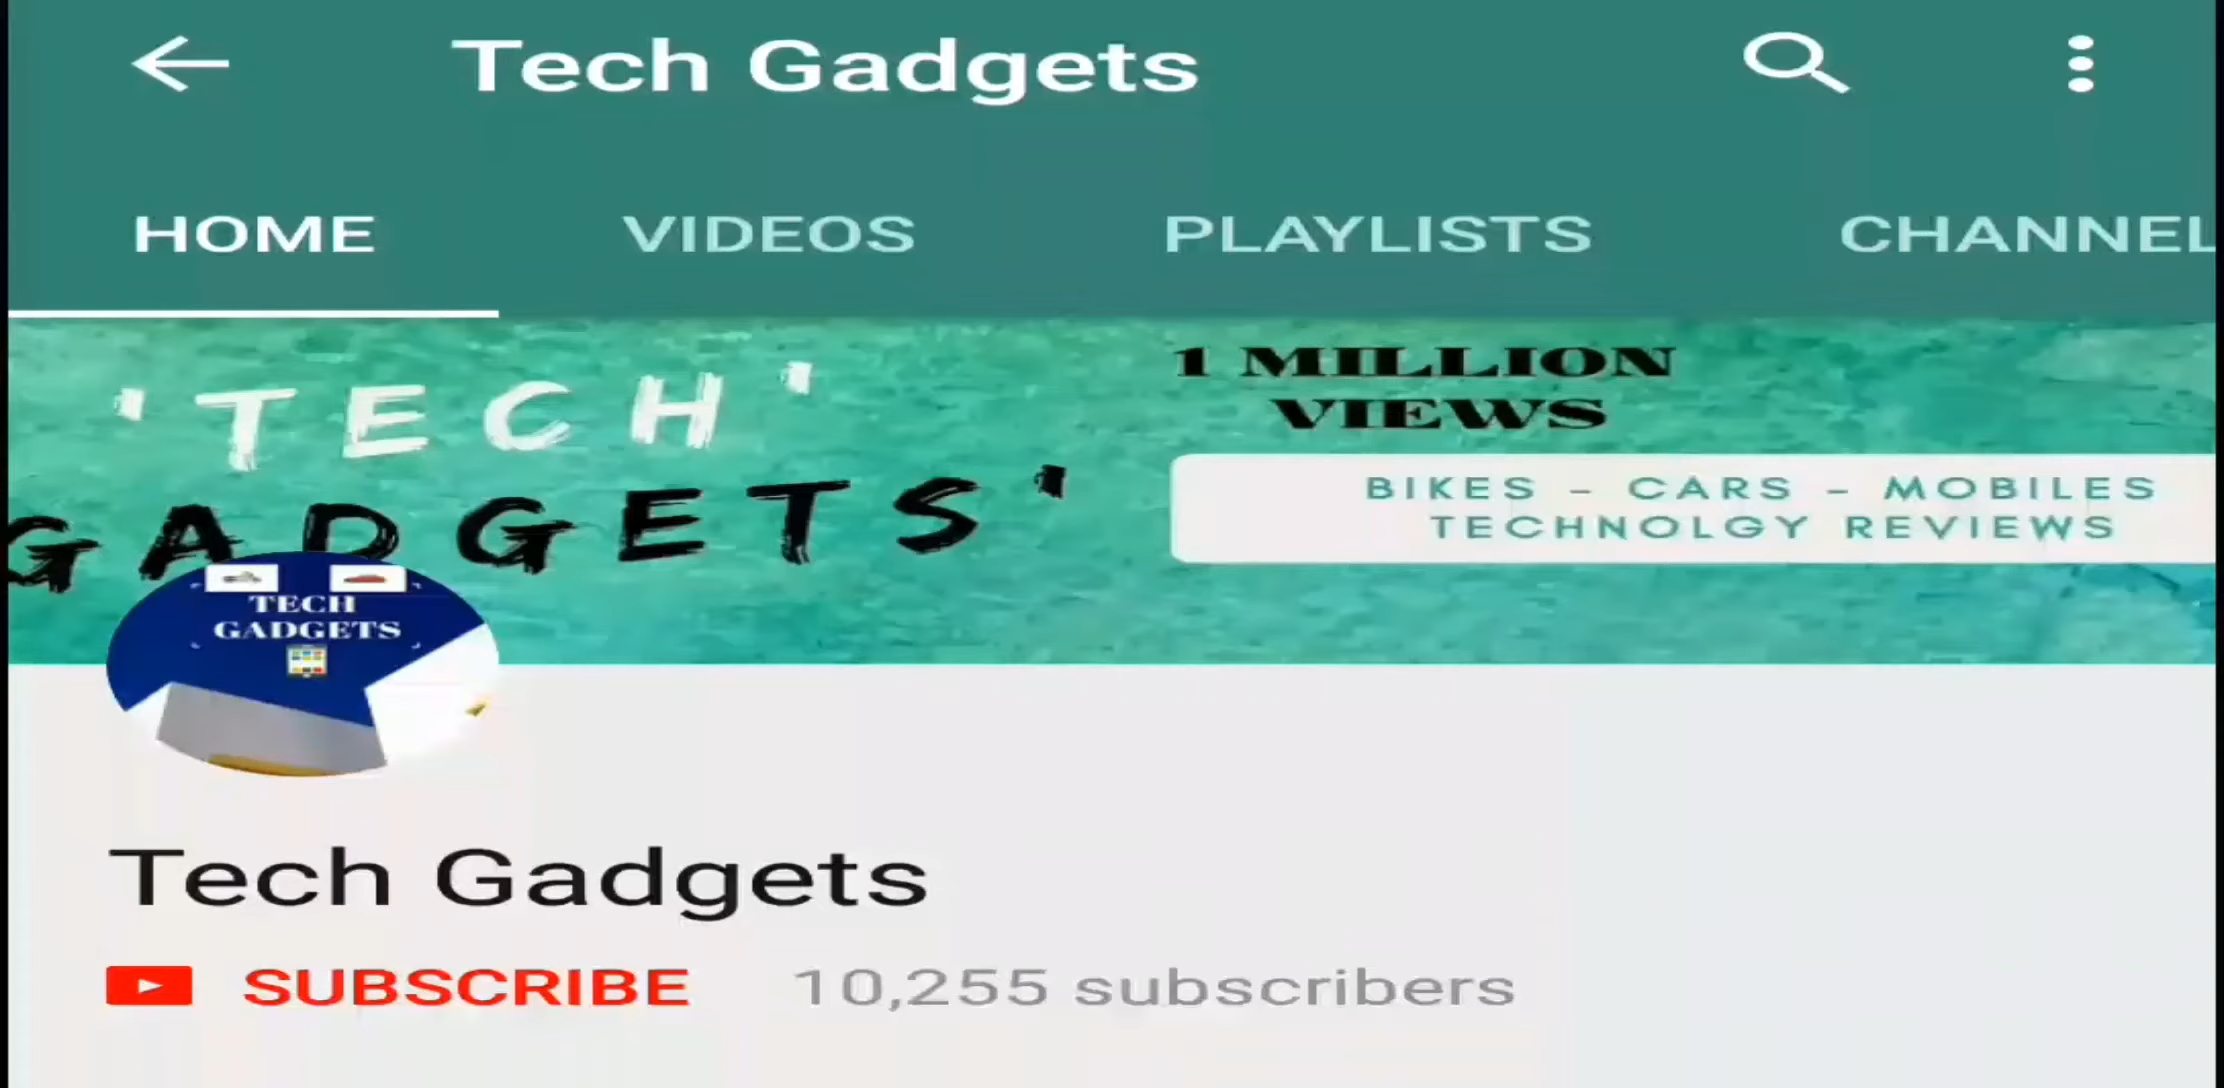 Tech Gadgets
HOME VIDEOS PLAYLISTS CHANNEL
'TECH'
GADGETS'
1 MILLION
VIEWS
BIKES - CARS - MOBILES
TECHNOLGY REVIEWS
TECH
GADGETS
Tech Gadgets
SUBSCRIBE 10,255 subscribers